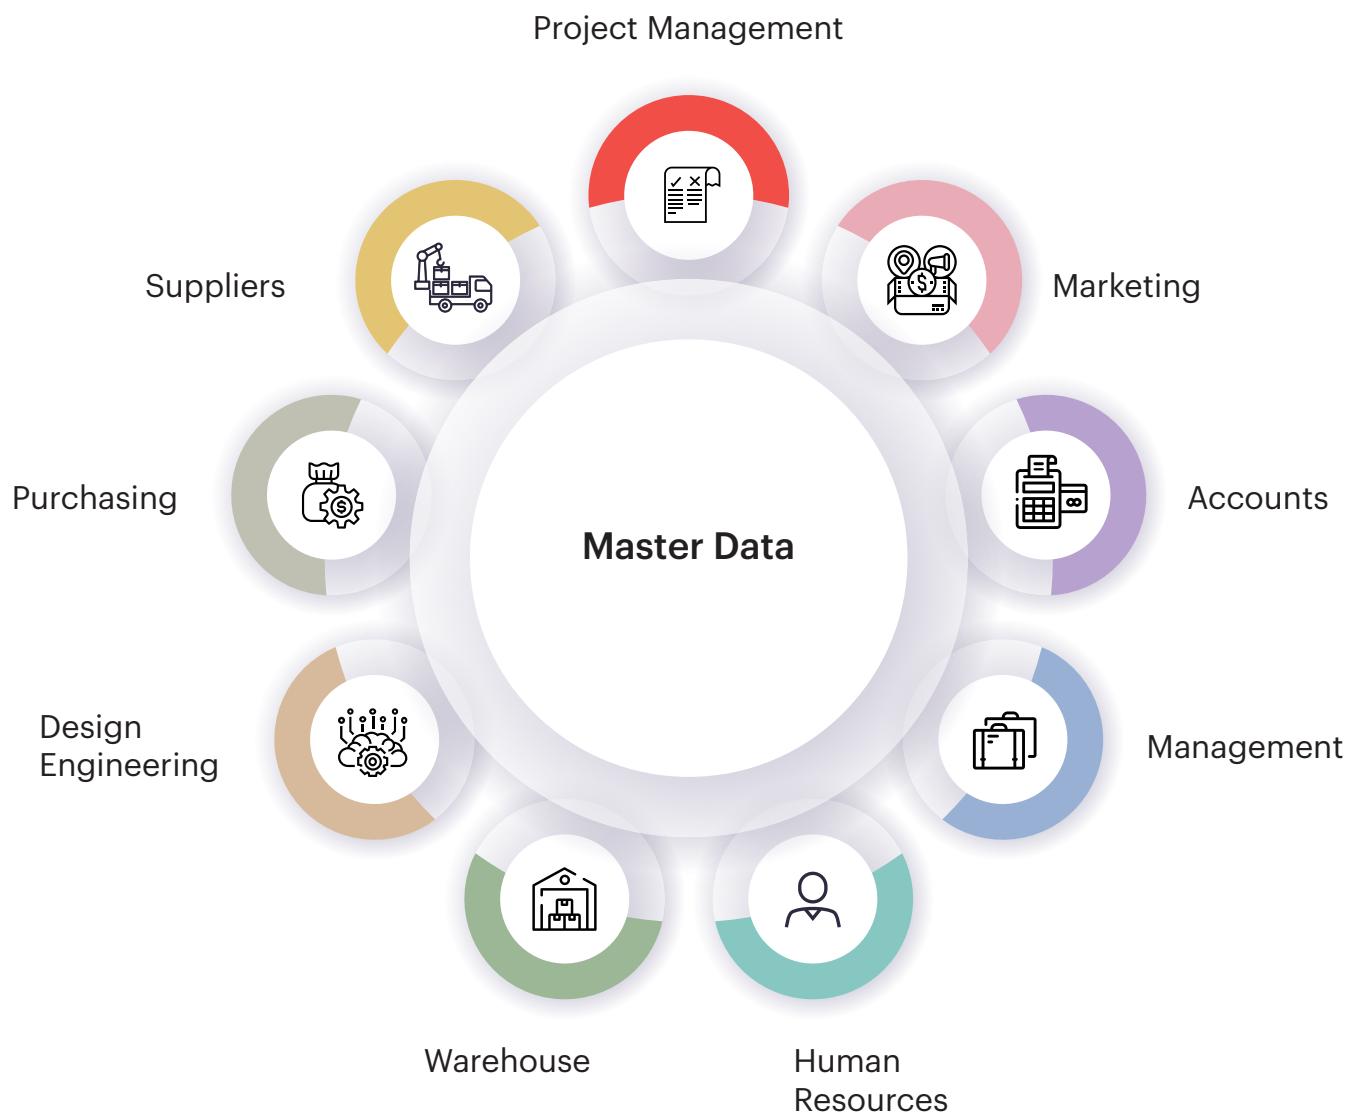 Project Management
Suppliers
Marketing
Purchasing
Accounts
Master Data
Design
Engineering
Management
Warehouse
Human
Resources